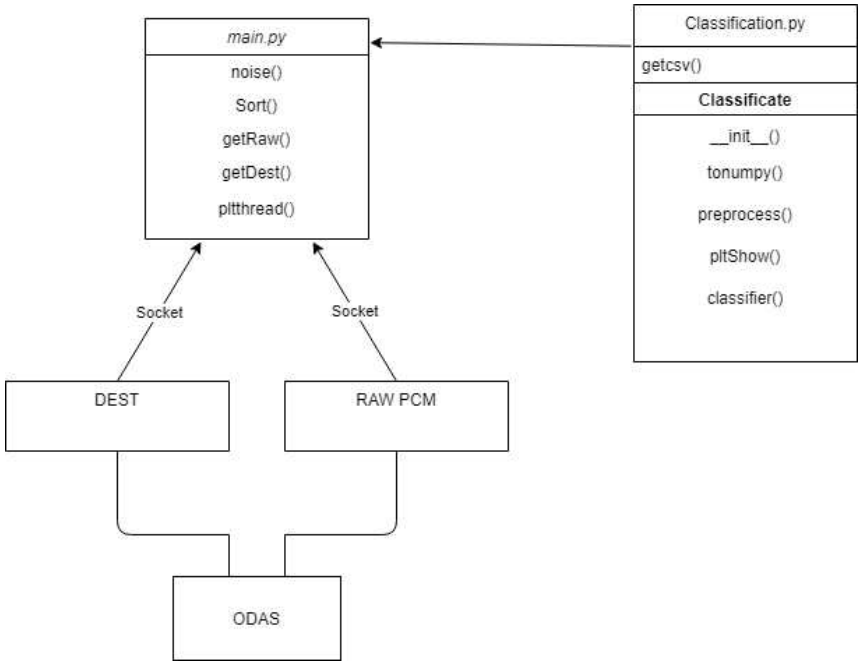 main.py
noise()
Sort()
getRaw()
getDest()
pltthread()
Classification.py
getcsv()
Classificate
__init__()
tonumpy()
preprocess()
pltShow()
classifier()
Socket
Socket
DEST
RAW PCM
ODAS